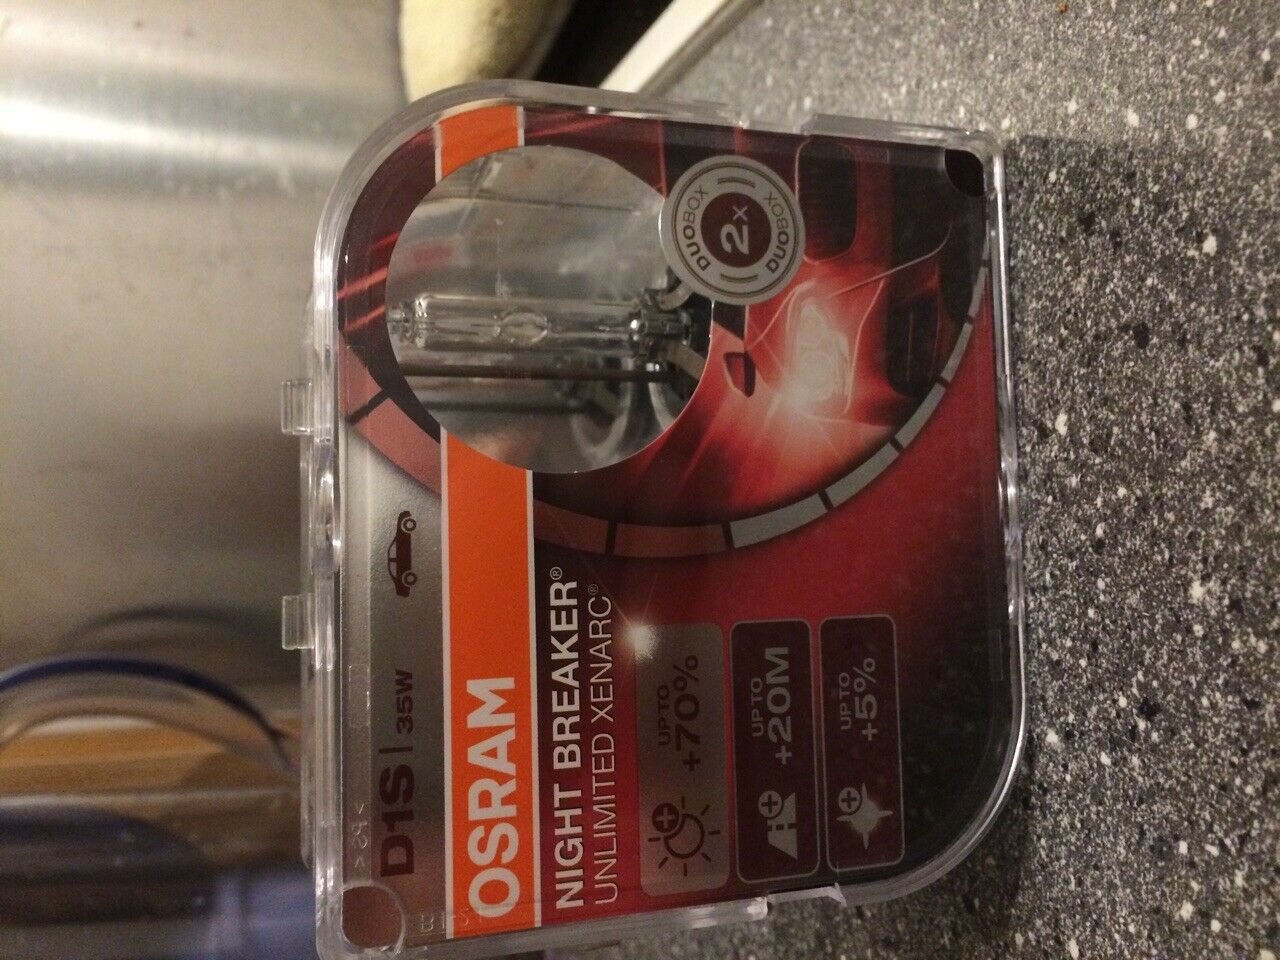 D1S | 35W
OSRAM
NIGHT BREAKER®
UNLIMITED XENARC®
UP TO
+70%
UP TO
+20M
UP TO
+5%
DUOBOX
2x
DUOBOX
>PS<